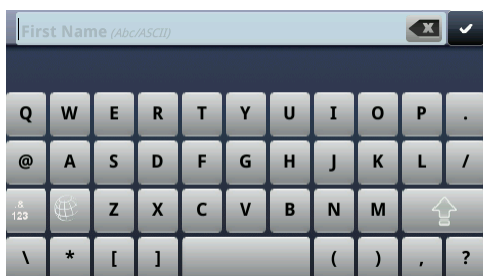 First Name (Abc/ASCII) X
Q W E R T Y U I O P .
@ A S D F G H J K L /
.& 123 Z X C V B N M
\ * [ ] ( ) , ?